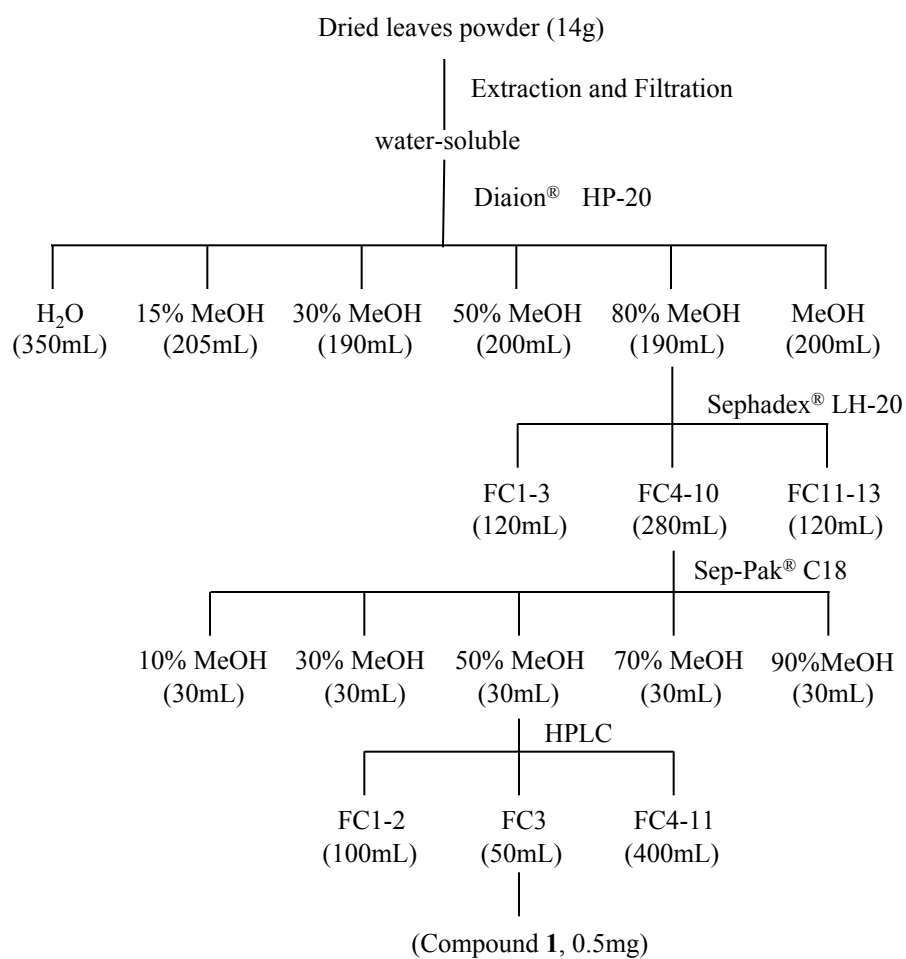 Dried leaves powder (14g)
Extraction and Filtration
water-soluble
Diaion® HP-20
H₂O 15% MeOH 30% MeOH 50% MeOH 80% MeOH MeOH
(350mL) (205mL) (190mL) (200mL) (190mL) (200mL)
Sephadex® LH-20
FC1-3 FC4-10 FC11-13
(120mL) (280mL) (120mL)
Sep-Pak® C18
10% MeOH 30% MeOH 50% MeOH 70% MeOH 90%MeOH
(30mL) (30mL) (30mL) (30mL) (30mL)
HPLC
FC1-2 FC3 FC4-11
(100mL) (50mL) (400mL)
(Compound 1, 0.5mg)